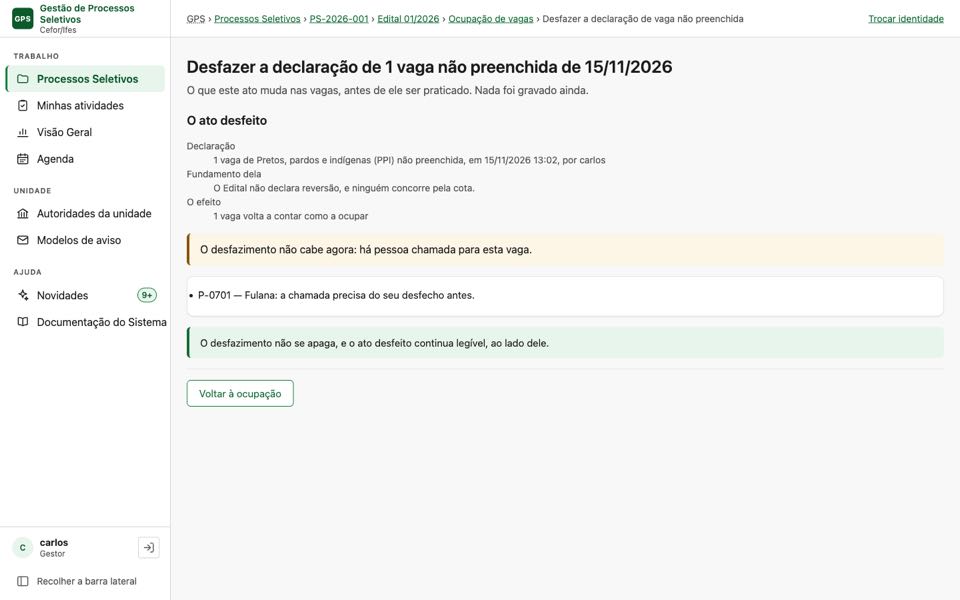 GPS
Gestão de Processos
Seletivos
Cefor/Ifes
GPS › Processos Seletivos › PS-2026-001 › Edital 01/2026 › Ocupação de vagas › Desfazer a declaração de vaga não preenchida
Trocar identidade
TRABALHO
Processos Seletivos
Minhas atividades
Visão Geral
Agenda
UNIDADE
Autoridades da unidade
Modelos de aviso
AJUDA
Novidades 9+
Documentação do Sistema
Desfazer a declaração de 1 vaga não preenchida de 15/11/2026
O que este ato muda nas vagas, antes de ele ser praticado. Nada foi gravado ainda.
O ato desfeito
Declaração
1 vaga de Pretos, pardos e indígenas (PPI) não preenchida, em 15/11/2026 13:02, por carlos
Fundamento dela
O Edital não declara reversão, e ninguém concorre pela cota.
O efeito
1 vaga volta a contar como a ocupar
O desfazimento não cabe agora: há pessoa chamada para esta vaga.
• P-0701 — Fulana: a chamada precisa do seu desfecho antes.
O desfazimento não se apaga, e o ato desfeito continua legível, ao lado dele.
Voltar à ocupação
C
carlos
Gestor
Recolher a barra lateral